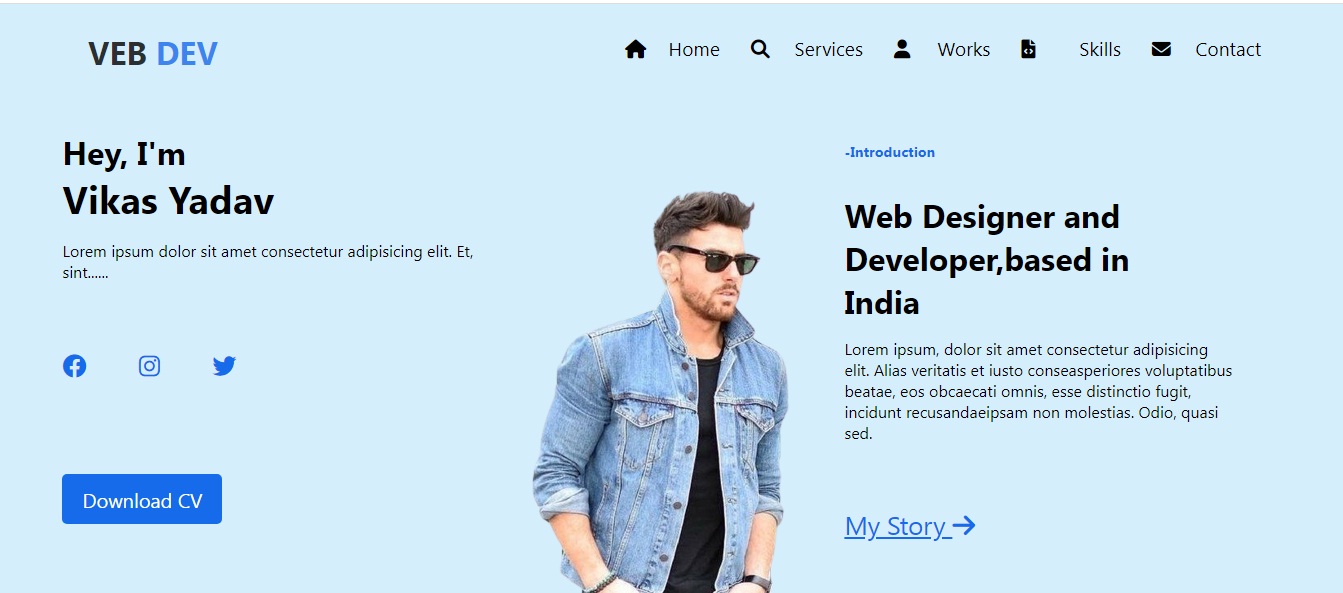 VEB DEV
Home Services Works Skills Contact
Hey, I'm
Vikas Yadav
Lorem ipsum dolor sit amet consectetur adipisicing elit. Et,
sint......
Download CV
-Introduction
Web Designer and
Developer,based in
India
Lorem ipsum, dolor sit amet consectetur adipisicing
elit. Alias veritatis et iusto conseasperiores voluptatibus
beatae, eos obcaecati omnis, esse distinctio fugit,
incidunt recusandaeipsam non molestias. Odio, quasi
sed.
My Story